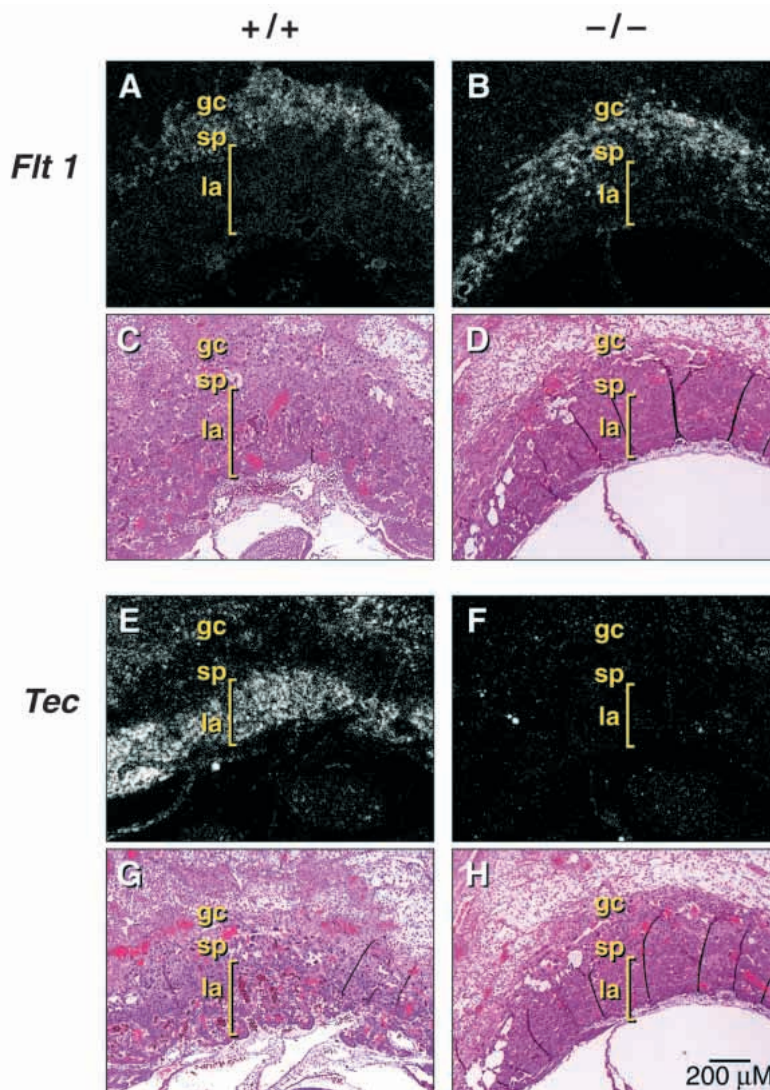 +/+ −/−
Flt 1
A gc sp la
B gc sp la
C gc sp la
D gc sp la
Tec
E gc sp la
F gc sp la
G gc sp la
H gc sp la
200 μM